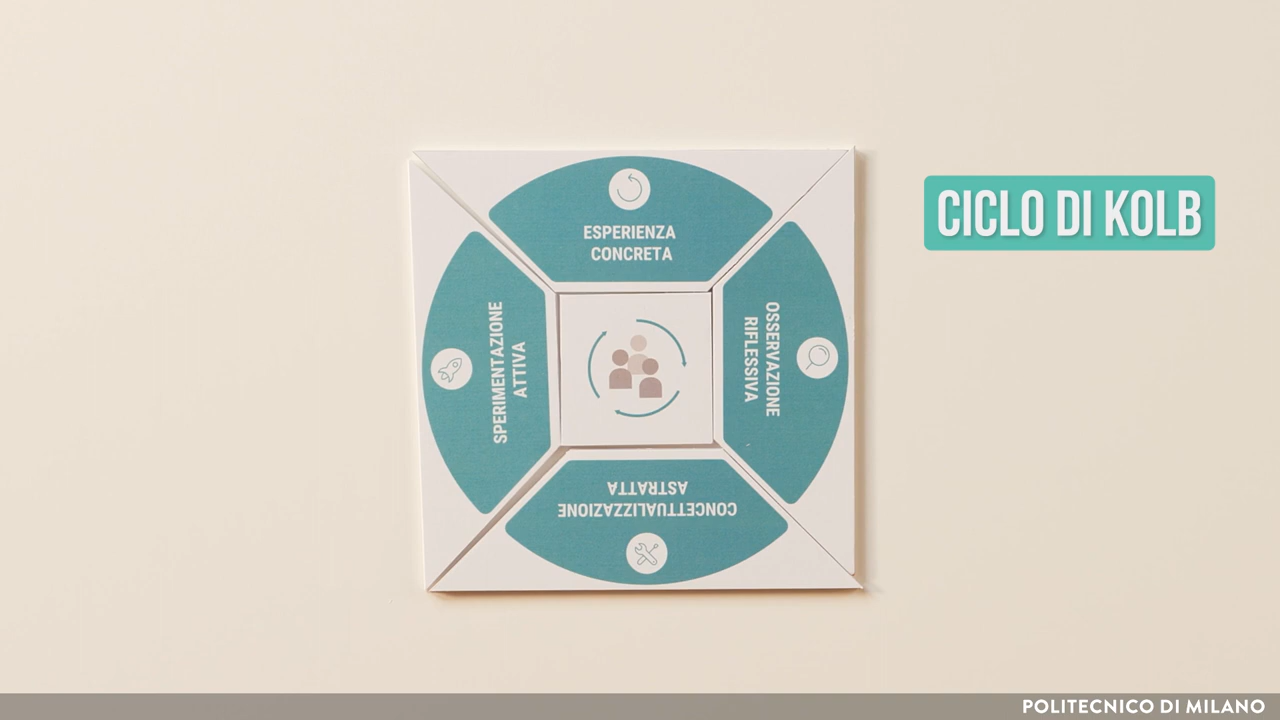 CICLO DI KOLB
ESPERIENZA
CONCRETA
OSSERVAZIONE
RIFLESSIVA
CONCETTUALIZZAZIONE
ASTRATTA
SPERIMENTAZIONE
ATTIVA
POLITECNICO DI MILANO